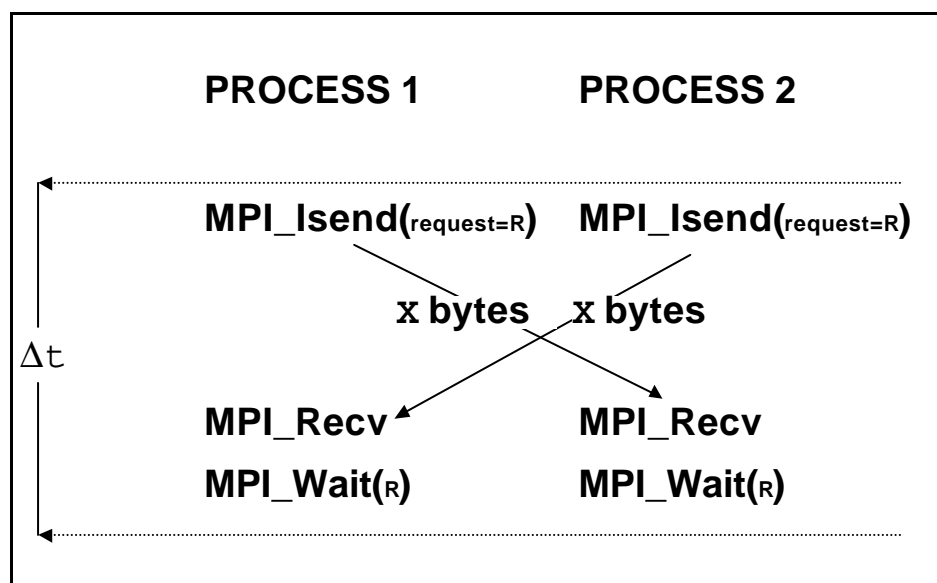 PROCESS 1 PROCESS 2
MPI_Isend(request=R) MPI_Isend(request=R)
X bytes X bytes
Δt
MPI_Recv MPI_Recv
MPI_Wait(R) MPI_Wait(R)